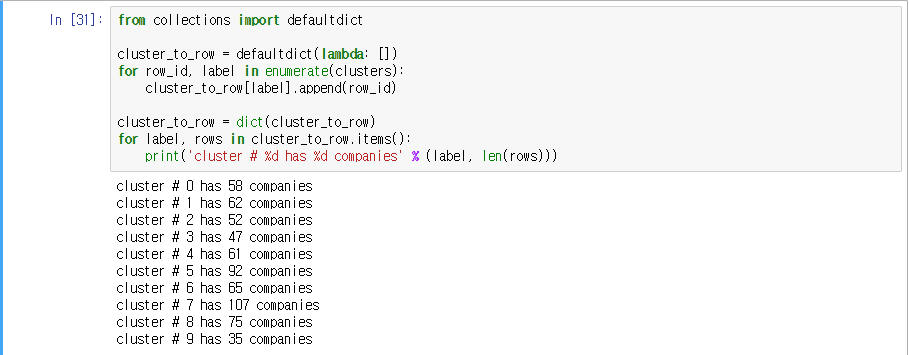 In [31]:
from collections import defaultdict
cluster_to_row = defaultdict(lambda: [])
for row_id, label in enumerate(clusters):
    cluster_to_row[label].append(row_id)
cluster_to_row = dict(cluster_to_row)
for label, rows in cluster_to_row.items():
    print('cluster # %d has %d companies' % (label, len(rows)))
cluster # 0 has 58 companies
cluster # 1 has 62 companies
cluster # 2 has 52 companies
cluster # 3 has 47 companies
cluster # 4 has 61 companies
cluster # 5 has 92 companies
cluster # 6 has 65 companies
cluster # 7 has 107 companies
cluster # 8 has 75 companies
cluster # 9 has 35 companies